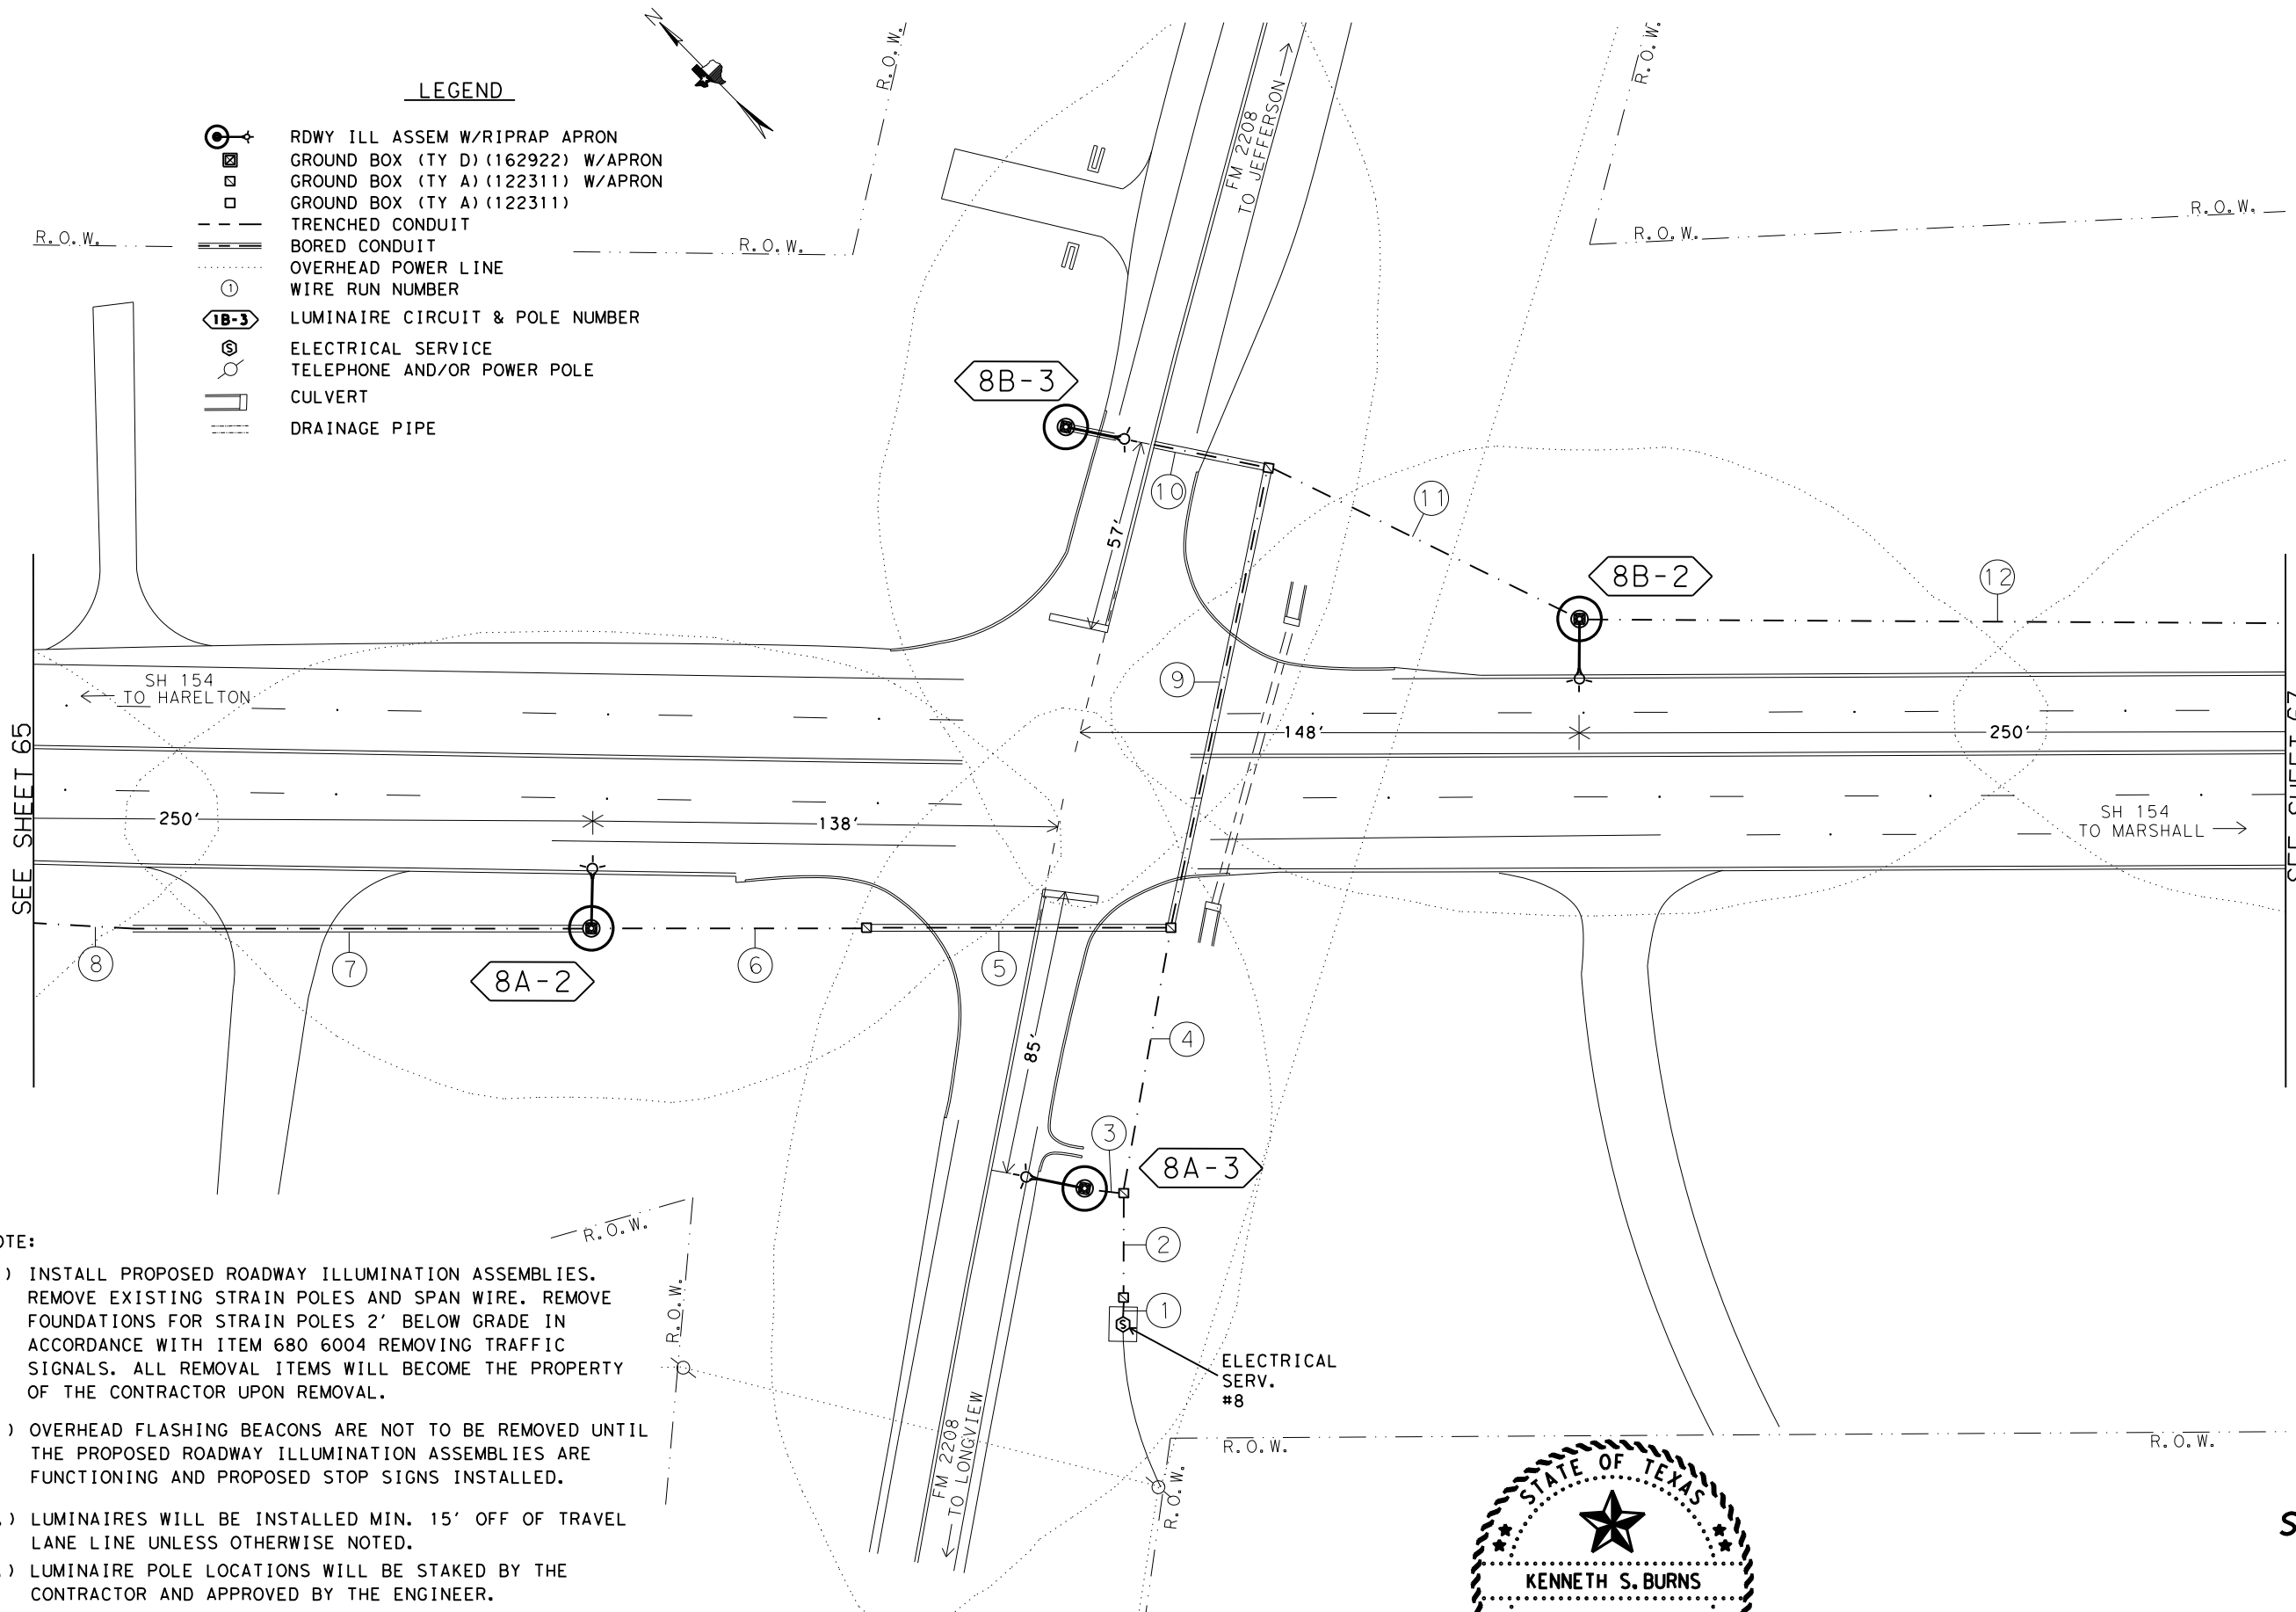 LEGEND
RDWY ILL ASSEM W/RIPRAP APRON
GROUND BOX (TY D)(162922) W/APRON
GROUND BOX (TY A)(122311) W/APRON
GROUND BOX (TY A)(122311)
TRENCHED CONDUIT
BORED CONDUIT
OVERHEAD POWER LINE
1 WIRE RUN NUMBER
1B-3 LUMINAIRE CIRCUIT & POLE NUMBER
S ELECTRICAL SERVICE
TELEPHONE AND/OR POWER POLE
CULVERT
DRAINAGE PIPE
N
R.O.W.
R.O.W.
R.O.W.
R.O.W.
R.O.W.
R.O.W.
FM 2208
TO JEFFERSON
8B-3
10
57'
11
8B-2
12
9
SH 154
TO HARELTON
148'
250'
SEE SHEET 65
SEE SHEET 67
250'
138'
SH 154
TO MARSHALL
8
7
8A-2
6
5
4
85'
3
8A-3
2
1
S
ELECTRICAL
SERV.
#8
FM 2208
TO LONGVIEW
R.O.W.
R.O.W.
R.O.W.
R.O.W.
R.O.W.
OTE:
) INSTALL PROPOSED ROADWAY ILLUMINATION ASSEMBLIES.
REMOVE EXISTING STRAIN POLES AND SPAN WIRE. REMOVE
FOUNDATIONS FOR STRAIN POLES 2' BELOW GRADE IN
ACCORDANCE WITH ITEM 680 6004 REMOVING TRAFFIC
SIGNALS. ALL REMOVAL ITEMS WILL BECOME THE PROPERTY
OF THE CONTRACTOR UPON REMOVAL.
) OVERHEAD FLASHING BEACONS ARE NOT TO BE REMOVED UNTIL
THE PROPOSED ROADWAY ILLUMINATION ASSEMBLIES ARE
FUNCTIONING AND PROPOSED STOP SIGNS INSTALLED.
.) LUMINAIRES WILL BE INSTALLED MIN. 15' OFF OF TRAVEL
LANE LINE UNLESS OTHERWISE NOTED.
.) LUMINAIRE POLE LOCATIONS WILL BE STAKED BY THE
CONTRACTOR AND APPROVED BY THE ENGINEER.
STATE OF TEXAS
KENNETH S. BURNS
S